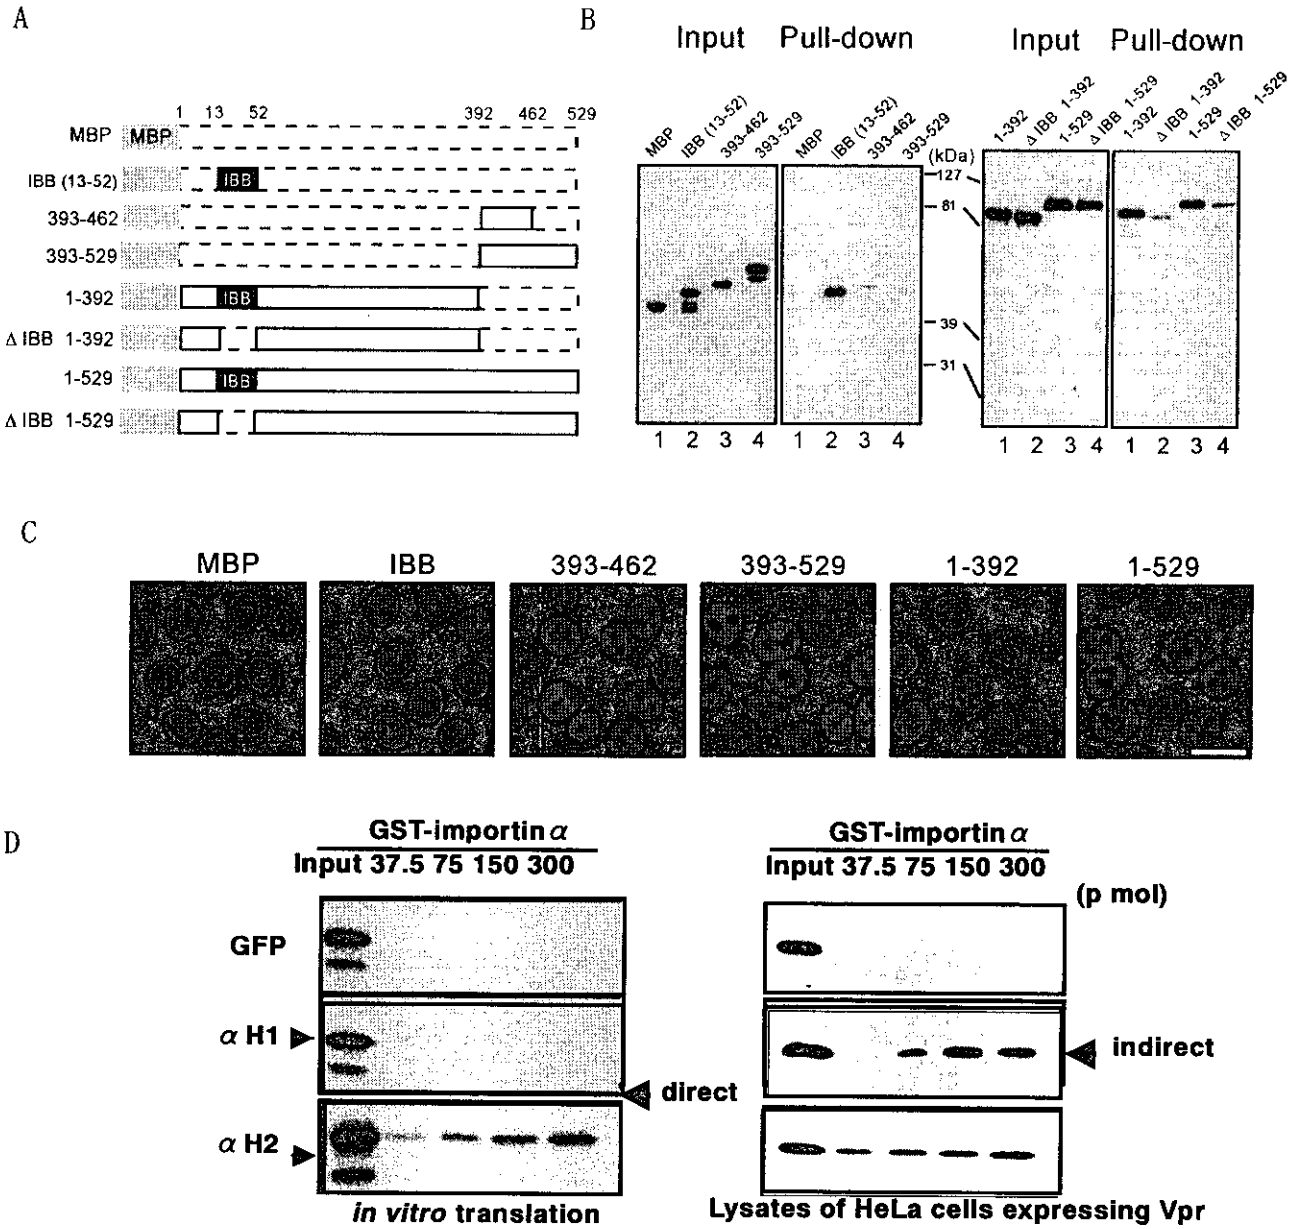 A
1 13 52 392 462 529
MBP MBP
IBB (13-52) IBB
393-462
393-529
1-392 IBB
Δ IBB 1-392
1-529 IBB
Δ IBB 1-529
B
Input Pull-down Input Pull-down
MBP IBB (13-52) 393-462 393-529 MBP IBB (13-52) 393-462 393-529 1-392 Δ IBB 1-392 1-529 Δ IBB 1-529 1-392 Δ IBB 1-392 1-529 Δ IBB 1-529
(kDa)
127
81
39
31
1 2 3 4 1 2 3 4 1 2 3 4 1 2 3 4
C
MBP IBB 393-462 393-529 1-392 1-529
D
GST-importin α GST-importin α
Input 37.5 75 150 300 Input 37.5 75 150 300
(p mol)
GFP
α H1
indirect
direct
α H2
in vitro translation Lysates of HeLa cells expressing Vpr